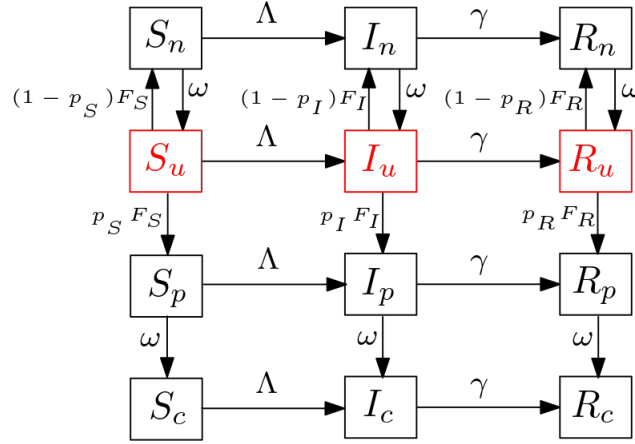 S_n Λ I_n γ R_n
(1 - p_S)F_S ω (1 - p_I)F_I ω (1 - p_R)F_R ω
S_u Λ I_u γ R_u
p_S F_S p_I F_I p_R F_R
S_p Λ I_p γ R_p
ω ω ω
S_c Λ I_c γ R_c